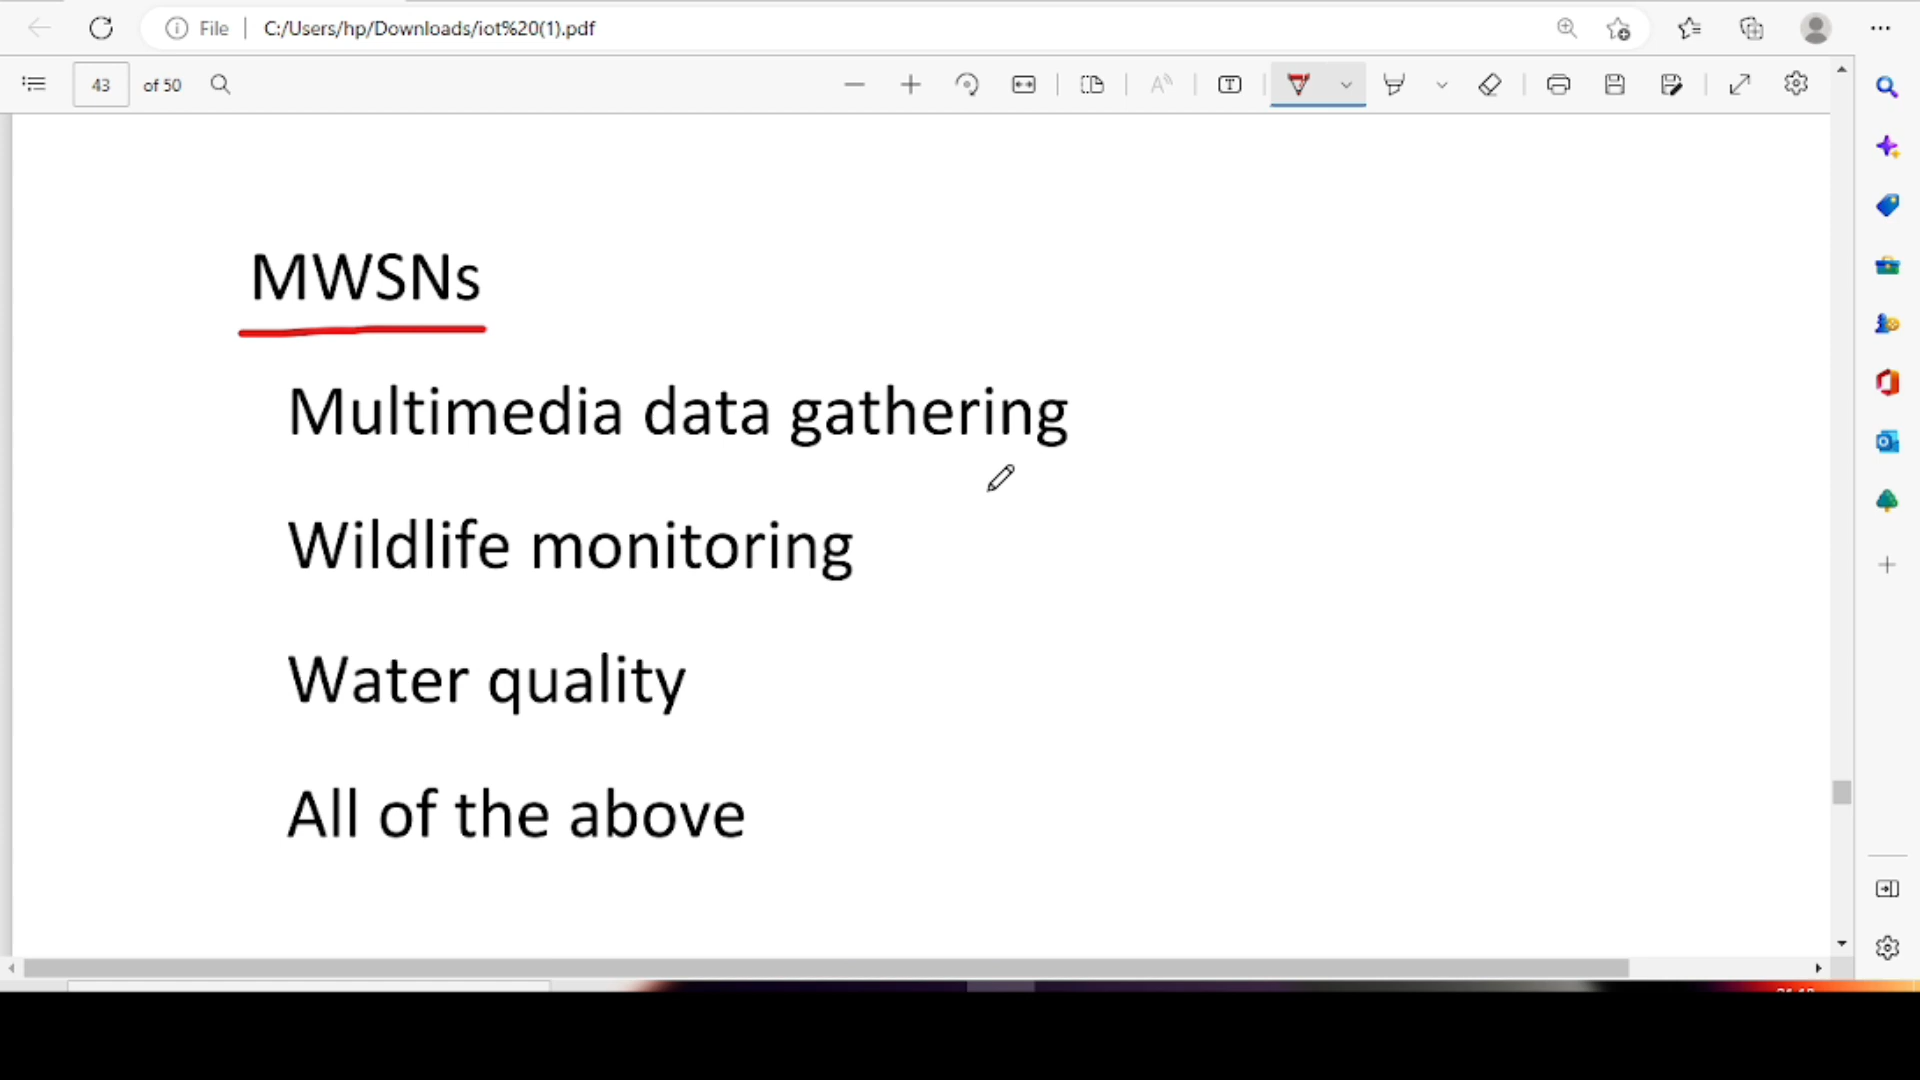 File
C:/Users/hp/Downloads/iot%20(1).pdf
43 of 50
MWSNs
Multimedia data gathering
Wildlife monitoring
Water quality
All of the above